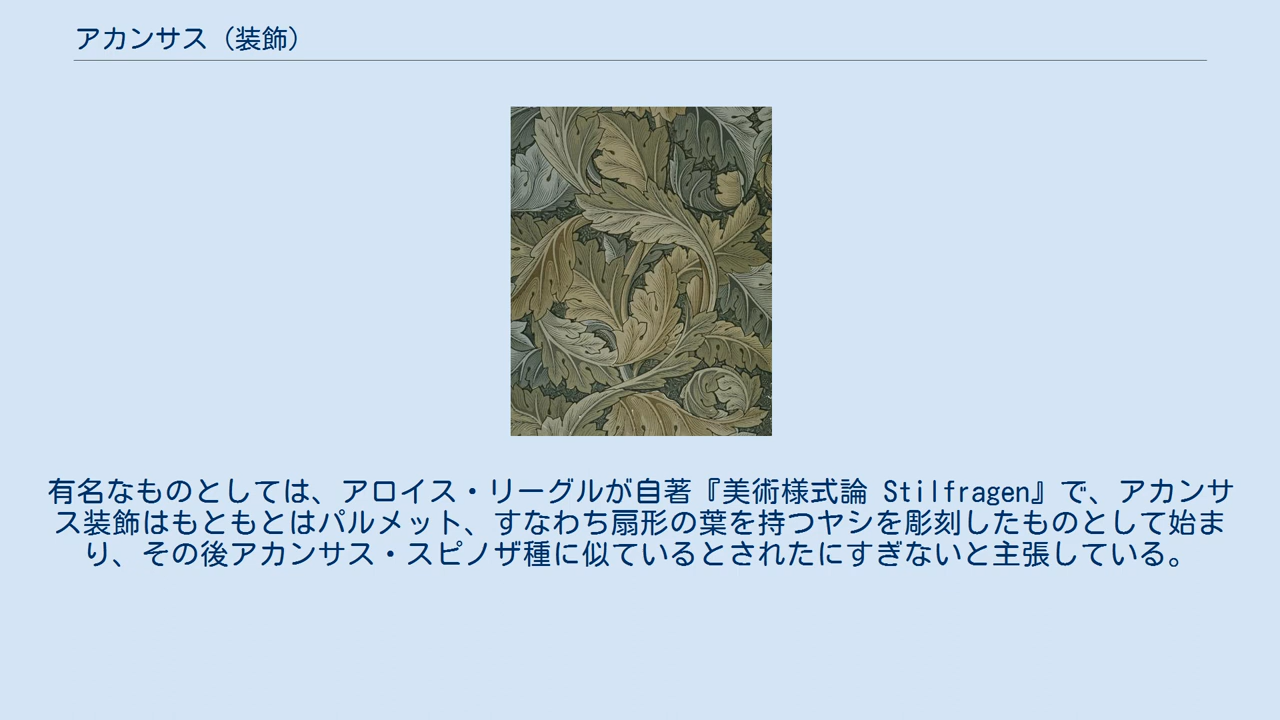 アカンサス（装飾）
有名なものとしては、アロイス・リーグルが自著『美術様式論 Stilfragen』で、アカンサ
ス装飾はもともとはパルメット、すなわち扇形の葉を持つヤシを彫刻したものとして始ま
り、その後アカンサス・スピノザ種に似ているとされたにすぎないと主張している。